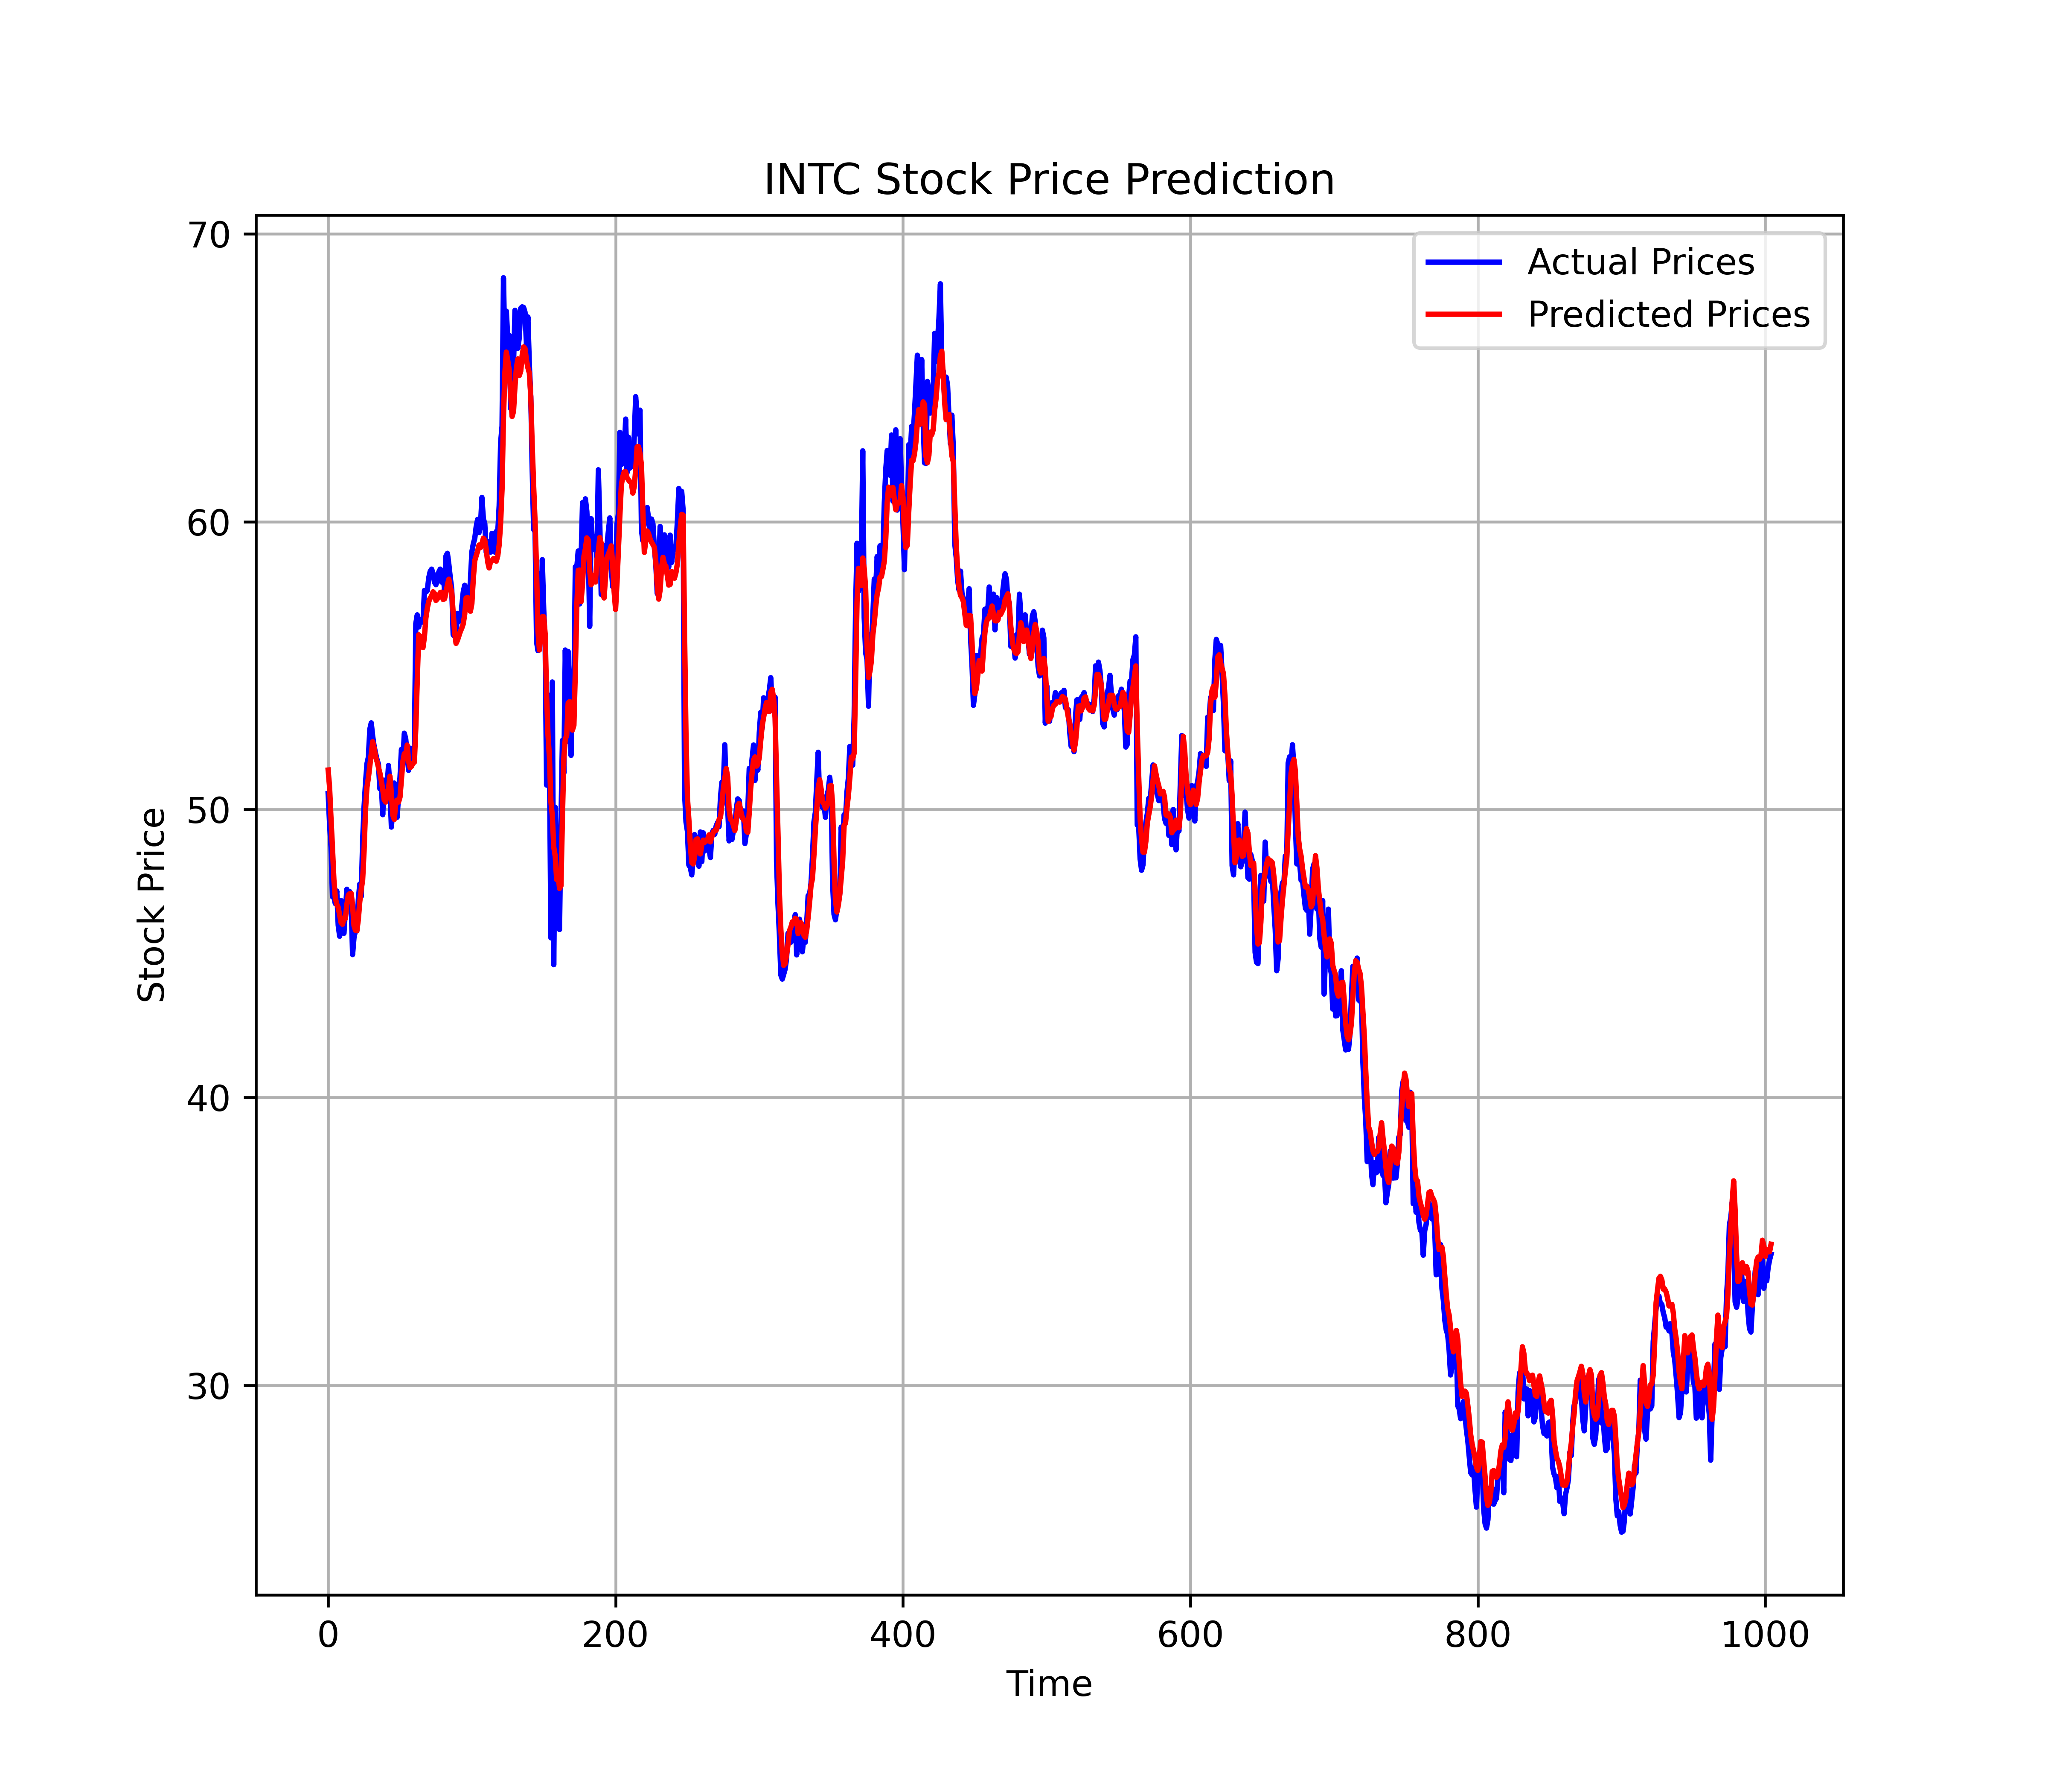 INTC Stock Price Prediction
Actual Prices
Predicted Prices
70
60
50
40
30
Stock Price
0 200 400 600 800 1000
Time